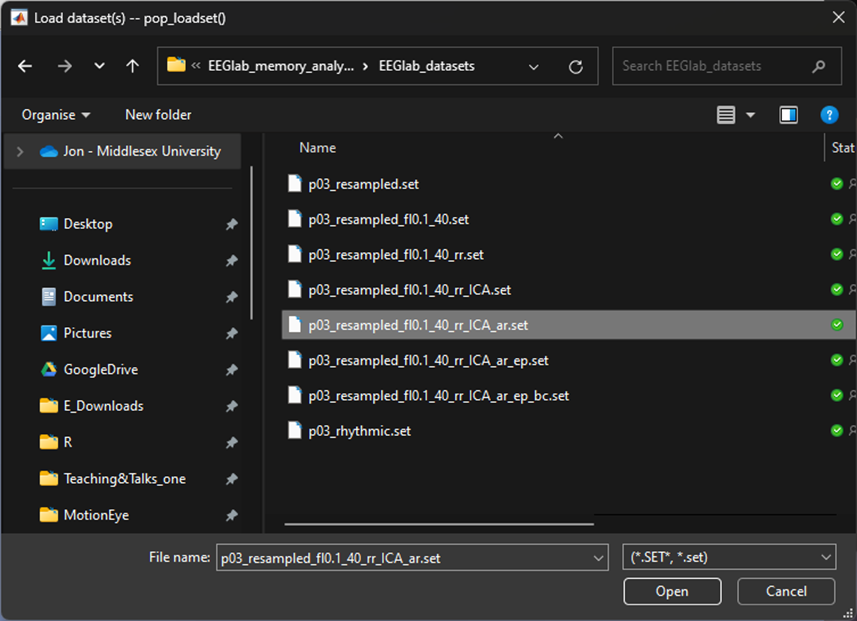 Load dataset(s) -- pop_loadset()
« EEGlab_memory_analy... › EEGlab_datasets
Search EEGlab_datasets
Organise
New folder
Jon - Middlesex University
Desktop
Downloads
Documents
Pictures
GoogleDrive
E_Downloads
R
Teaching&Talks_one
MotionEye
Name
Stat
p03_resampled.set
p03_resampled_fl0.1_40.set
p03_resampled_fl0.1_40_rr.set
p03_resampled_fl0.1_40_rr_ICA.set
p03_resampled_fl0.1_40_rr_ICA_ar.set
p03_resampled_fl0.1_40_rr_ICA_ar_ep.set
p03_resampled_fl0.1_40_rr_ICA_ar_ep_bc.set
p03_rhythmic.set
File name: p03_resampled_fl0.1_40_rr_ICA_ar.set
(*.SET*, *.set)
Open
Cancel